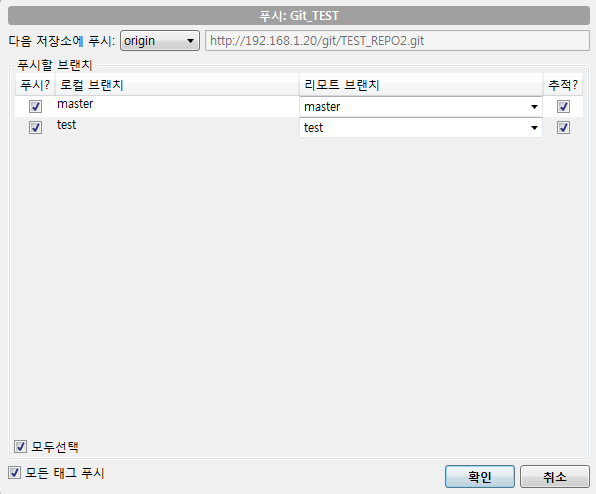 푸시: Git_TEST
다음 저장소에 푸시: origin http://192.168.1.20/git/TEST_REPO2.git
푸시할 브랜치
푸시? 로컬 브랜치 리모트 브랜치 추적?
master master
test test
모두선택
모든 태그 푸시
확인 취소